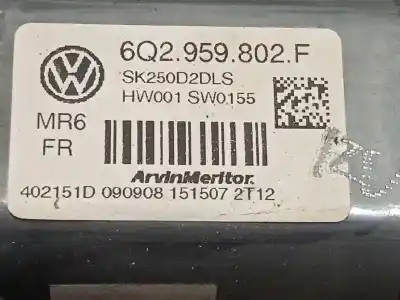 6Q2.959.802.F
SK250D2DLS
HW001 SW0155
MR6
FR
ArvinMeritor.
402151D 090908 151507 2T12